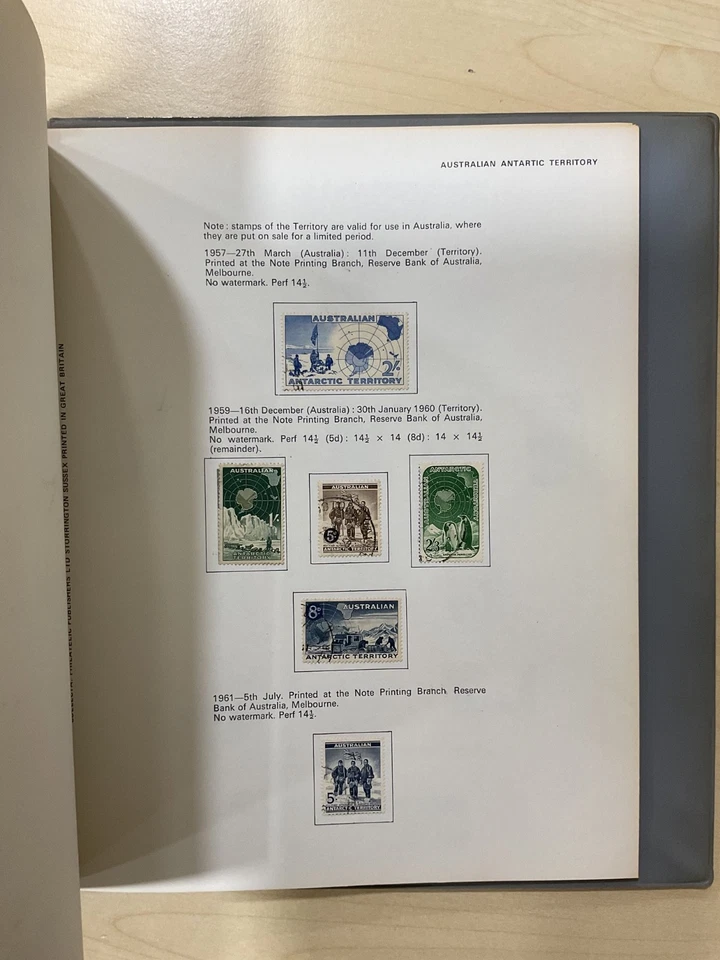 AUSTRALIAN ANTARTIC TERRITORY
Note: stamps of the Territory are valid for use in Australia, where
they are put on sale for a limited period.
1957—27th March (Australia): 11th December (Territory).
Printed at the Note Printing Branch, Reserve Bank of Australia,
Melbourne.
No watermark. Perf 14½.
AUSTRALIAN
2/-
ANTARCTIC TERRITORY
1959—16th December (Australia): 30th January 1960 (Territory).
Printed at the Note Printing Branch, Reserve Bank of Australia,
Melbourne.
No watermark. Perf 14½ (5d): 14½ × 14 (8d): 14 × 14½
(remainder).
AUSTRALIAN
1/-
ANTARCTIC
TERRITORY
AUSTRALIAN
5D
ANTARCTIC TERRITORY
ANTARCTIC
AUSTRALIAN
TERRITORY
2/3
8D
AUSTRALIAN
ANTARCTIC TERRITORY
1961—5th July. Printed at the Note Printing Branch, Reserve
Bank of Australia, Melbourne.
No watermark. Perf 14½.
AUSTRALIAN
5D
ANTARCTIC TERRITORY
PHILATELIC PUBLISHERS LTD STORRINGTON SUSSEX PRINTED IN GREAT BRITAIN